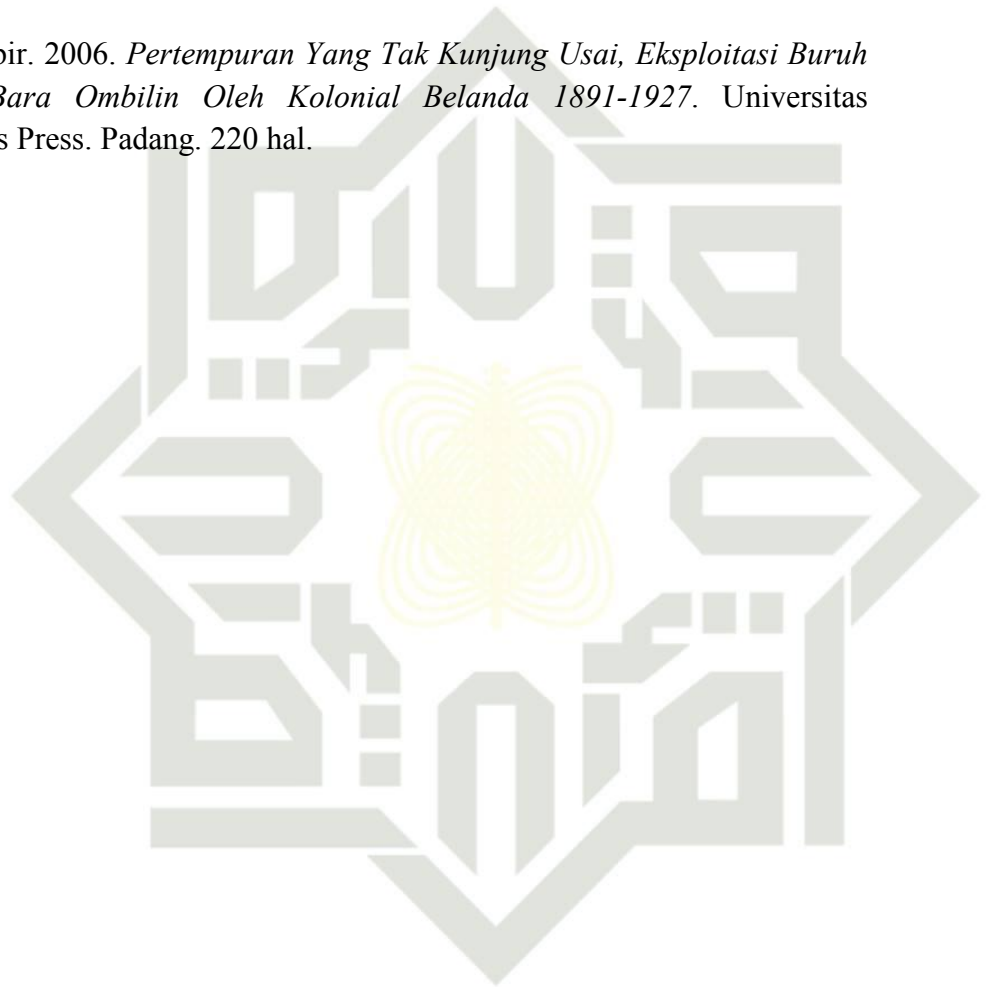 bir. 2006. Pertempuran Yang Tak Kunjung Usai, Eksploitasi Buruh
Bara Ombilin Oleh Kolonial Belanda 1891-1927. Universitas
s Press. Padang. 220 hal.